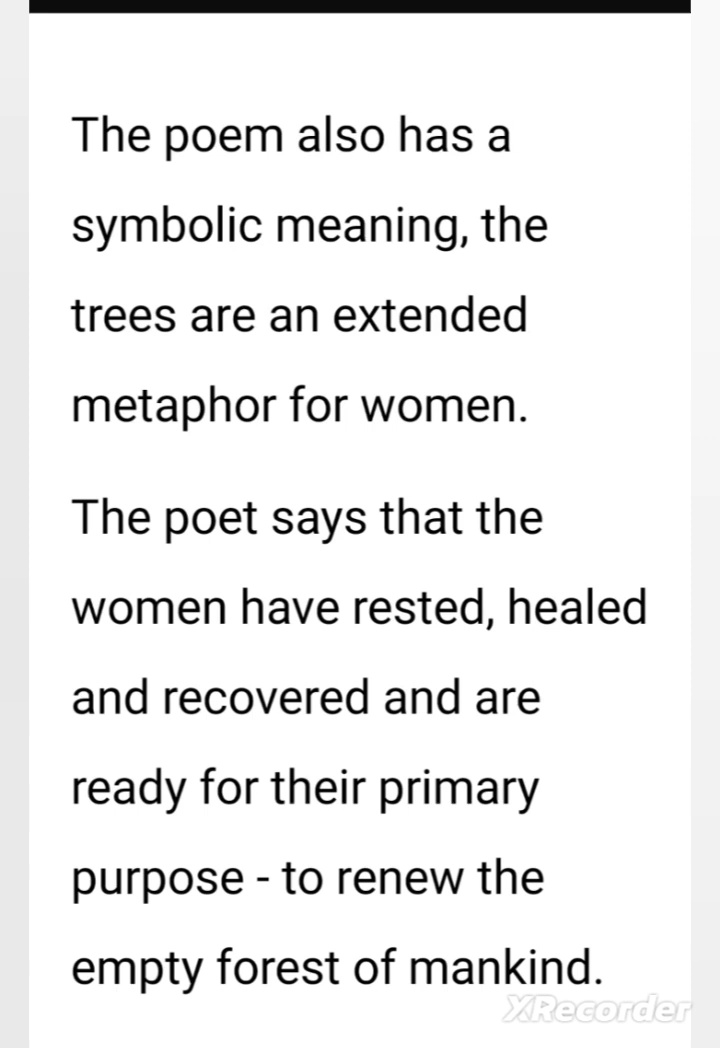 The poem also has a
symbolic meaning, the
trees are an extended
metaphor for women.
The poet says that the
women have rested, healed
and recovered and are
ready for their primary
purpose - to renew the
empty forest of mankind.
XRecorder